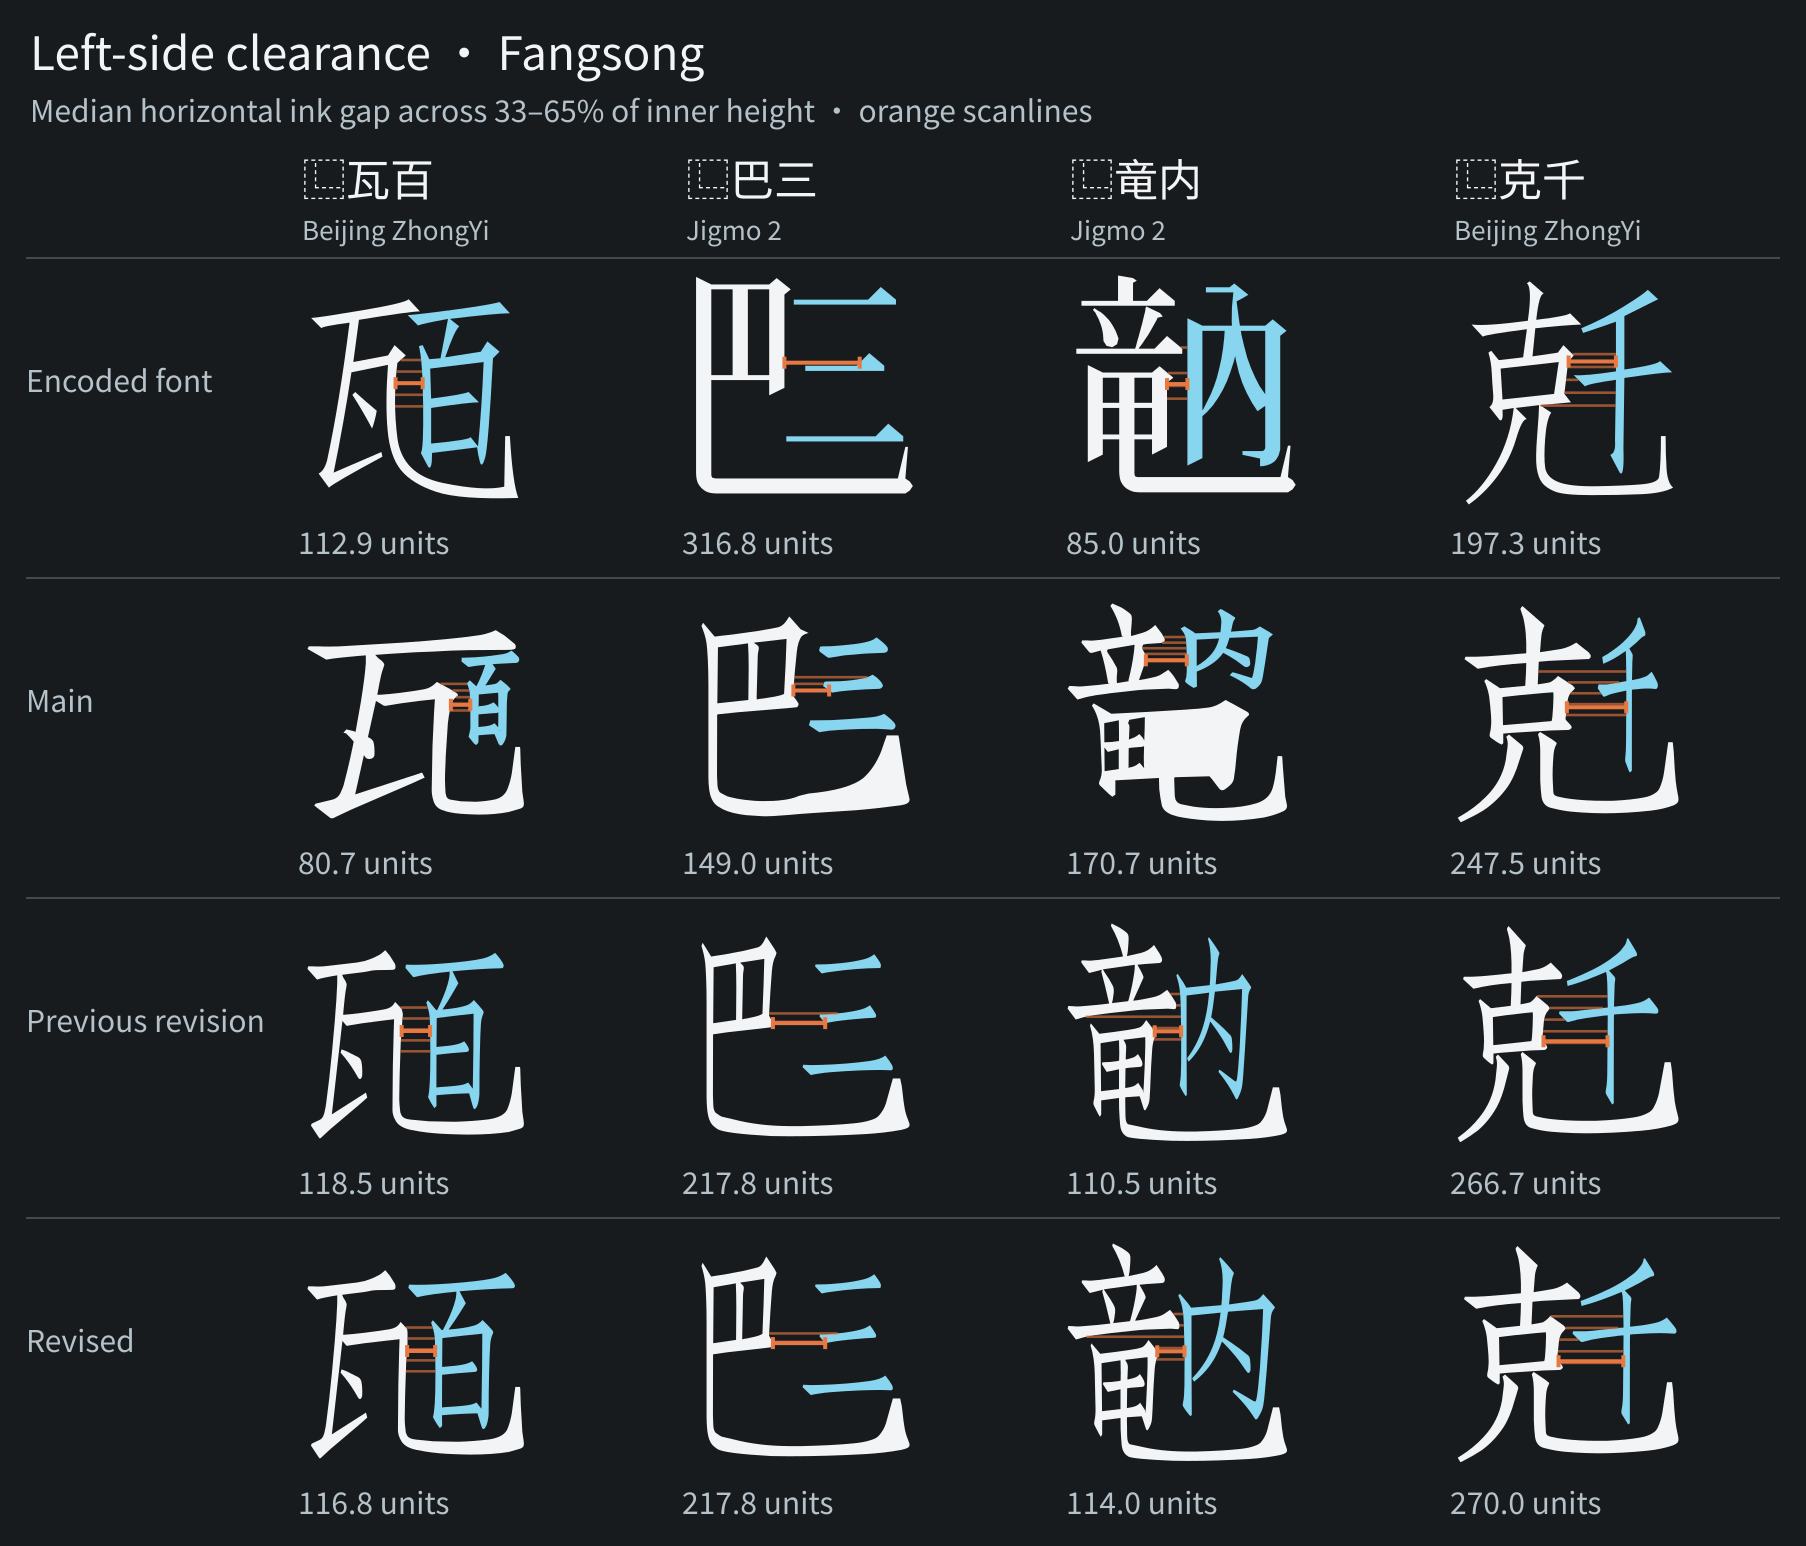 Left-side clearance · Fangsong
Median horizontal ink gap across 33–65% of inner height · orange scanlines
⿺瓦百 ⿺巴三 ⿺竜内 ⿺克千
Beijing ZhongYi Jigmo 2 Jigmo 2 Beijing ZhongYi
Encoded font
112.9 units 316.8 units 85.0 units 197.3 units
Main
80.7 units 149.0 units 170.7 units 247.5 units
Previous revision
118.5 units 217.8 units 110.5 units 266.7 units
Revised
116.8 units 217.8 units 114.0 units 270.0 units